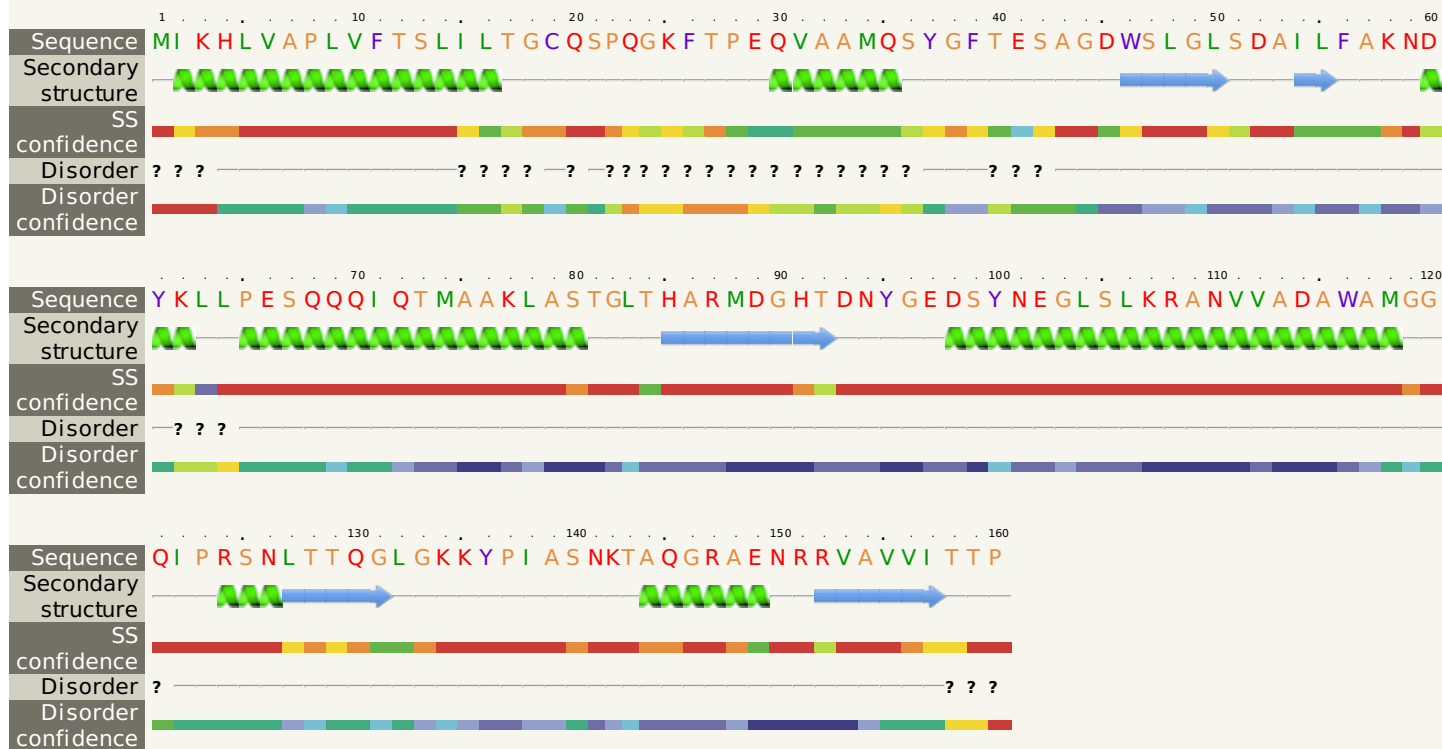 1 . . . . . . . . 10 . . . . . . . . . 20 . . . . . . . . . 30 . . . . . . . . . 40 . . . . . . . . . 50 . . . . . . . . . 60
Sequence M I K H L V A P L V F T S L I L T G C Q S P Q G K F T P E Q V A A M Q S Y G F T E S A G D W S L G L S D A I L F A K N D
Secondary
structure
SS
confidence
Disorder ? ? ? ? ? ? ? ? ? ? ? ? ? ? ? ? ? ? ? ? ? ? ? ? ? ?
Disorder
confidence
. . . . . . . . . 70 . . . . . . . . . 80 . . . . . . . . . 90 . . . . . . . . . 100 . . . . . . . . . 110 . . . . . . . . . 120
Sequence Y K L L P E S Q Q Q I Q T M A A K L A S T G L T H A R M D G H T D N Y G E D S Y N E G L S L K R A N V V A D A W A M G G
Secondary
structure
SS
confidence
Disorder ? ? ?
Disorder
confidence
. . . . . . . . . 130 . . . . . . . . . 140 . . . . . . . . . 150 . . . . . . . . . 160
Sequence Q I P R S N L T T Q G L G K K Y P I A S N K T A Q G R A E N R R V A V V I T T P
Secondary
structure
SS
confidence
Disorder ? ? ? ?
Disorder
confidence